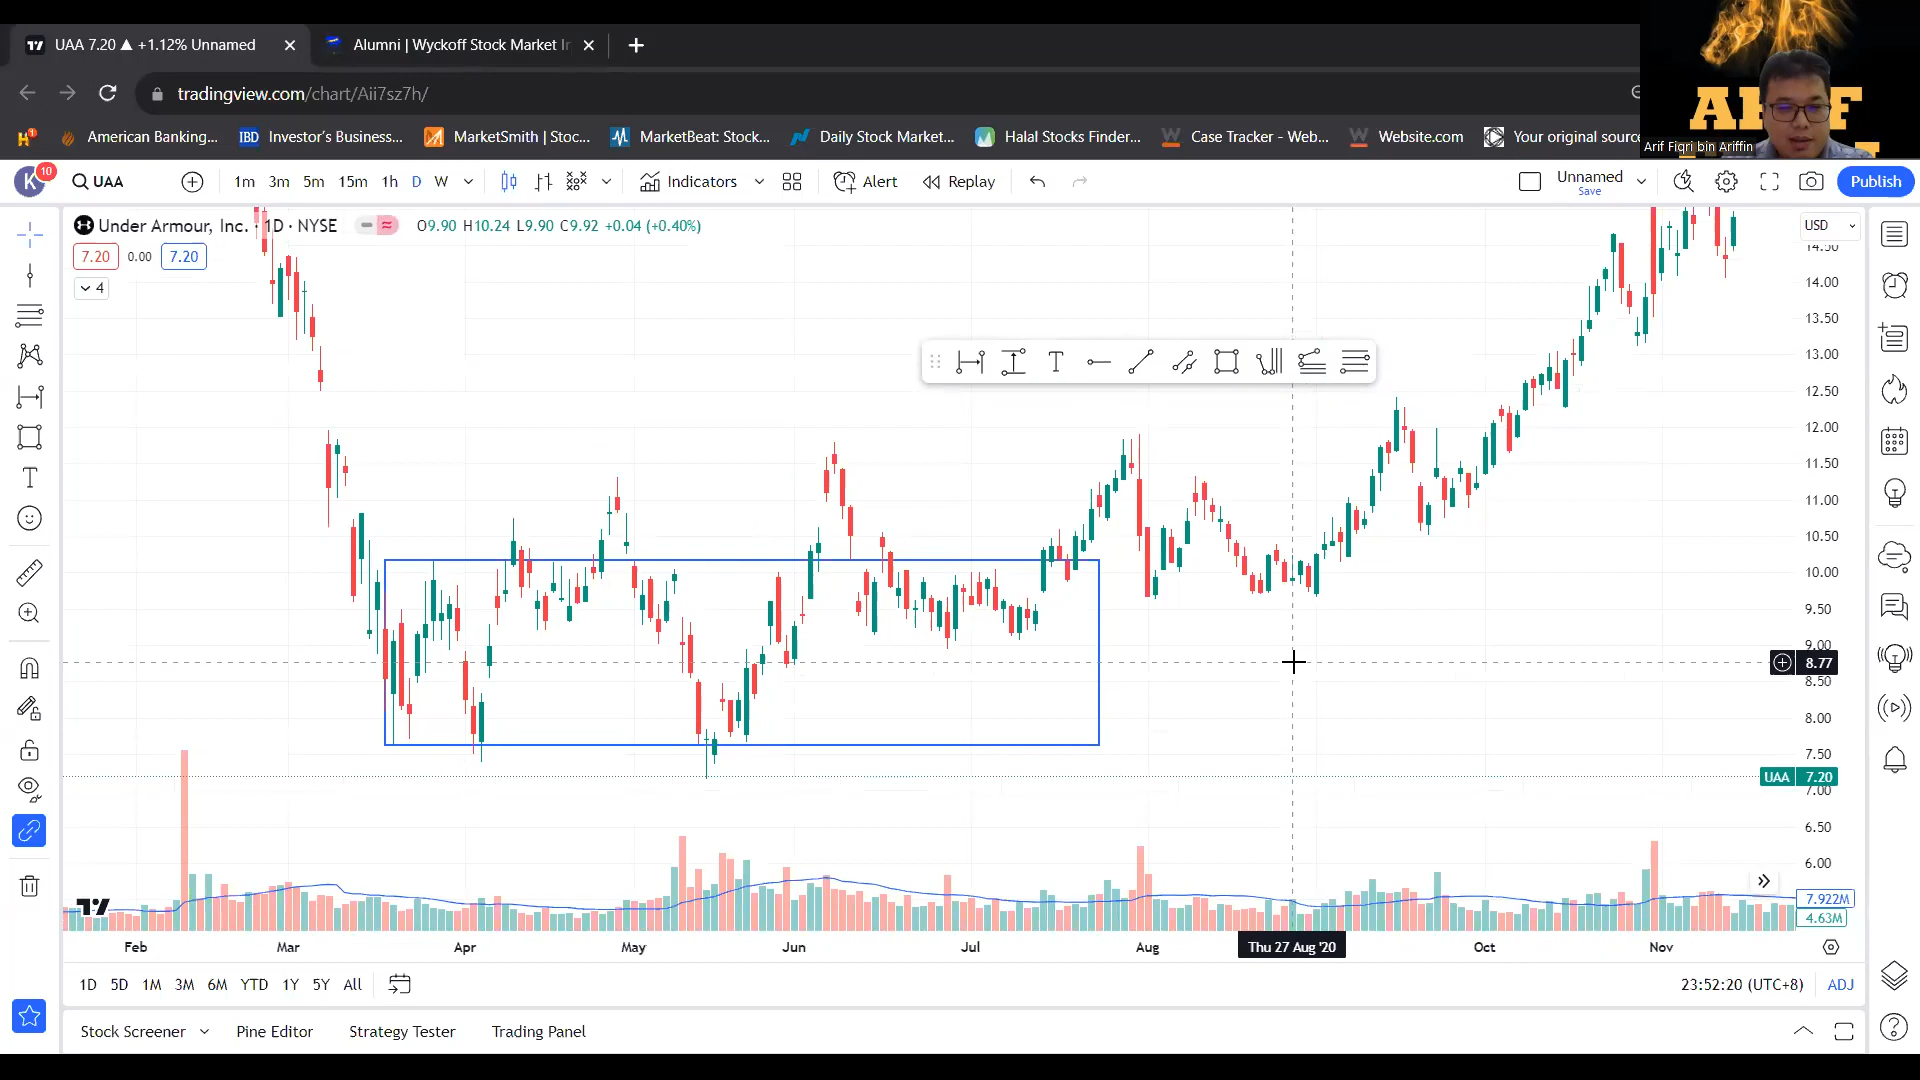 UAA 7.20 ▲ +1.12% Unnamed
Alumni | Wyckoff Stock Market In
tradingview.com/chart/Aii7sz7h/
American Banking...
IBD Investor's Business...
MarketSmith | Stoc...
MarketBeat: Stock...
Daily Stock Market...
Halal Stocks Finder...
Case Tracker - Web...
Website.com
Your original source
Arif Fiqri bin Ariffin
K 10
UAA
1m 3m 5m 15m 1h D W
Indicators
Alert
Replay
Unnamed
Save
Publish
Under Armour, Inc. · 1D · NYSE
O9.90 H10.24 L9.90 C9.92 +0.04 (+0.40%)
USD
7.20 0.00 7.20
4
14.50
14.00
13.50
13.00
12.50
12.00
11.50
11.00
10.50
10.00
9.50
9.00
8.77
8.50
8.00
7.50
UAA 7.20
7.00
6.50
6.00
7.922M
4.63M
Feb Mar Apr May Jun Jul Aug Thu 27 Aug '20 Oct Nov
1D 5D 1M 3M 6M YTD 1Y 5Y All
23:52:20 (UTC+8) ADJ
Stock Screener Pine Editor Strategy Tester Trading Panel